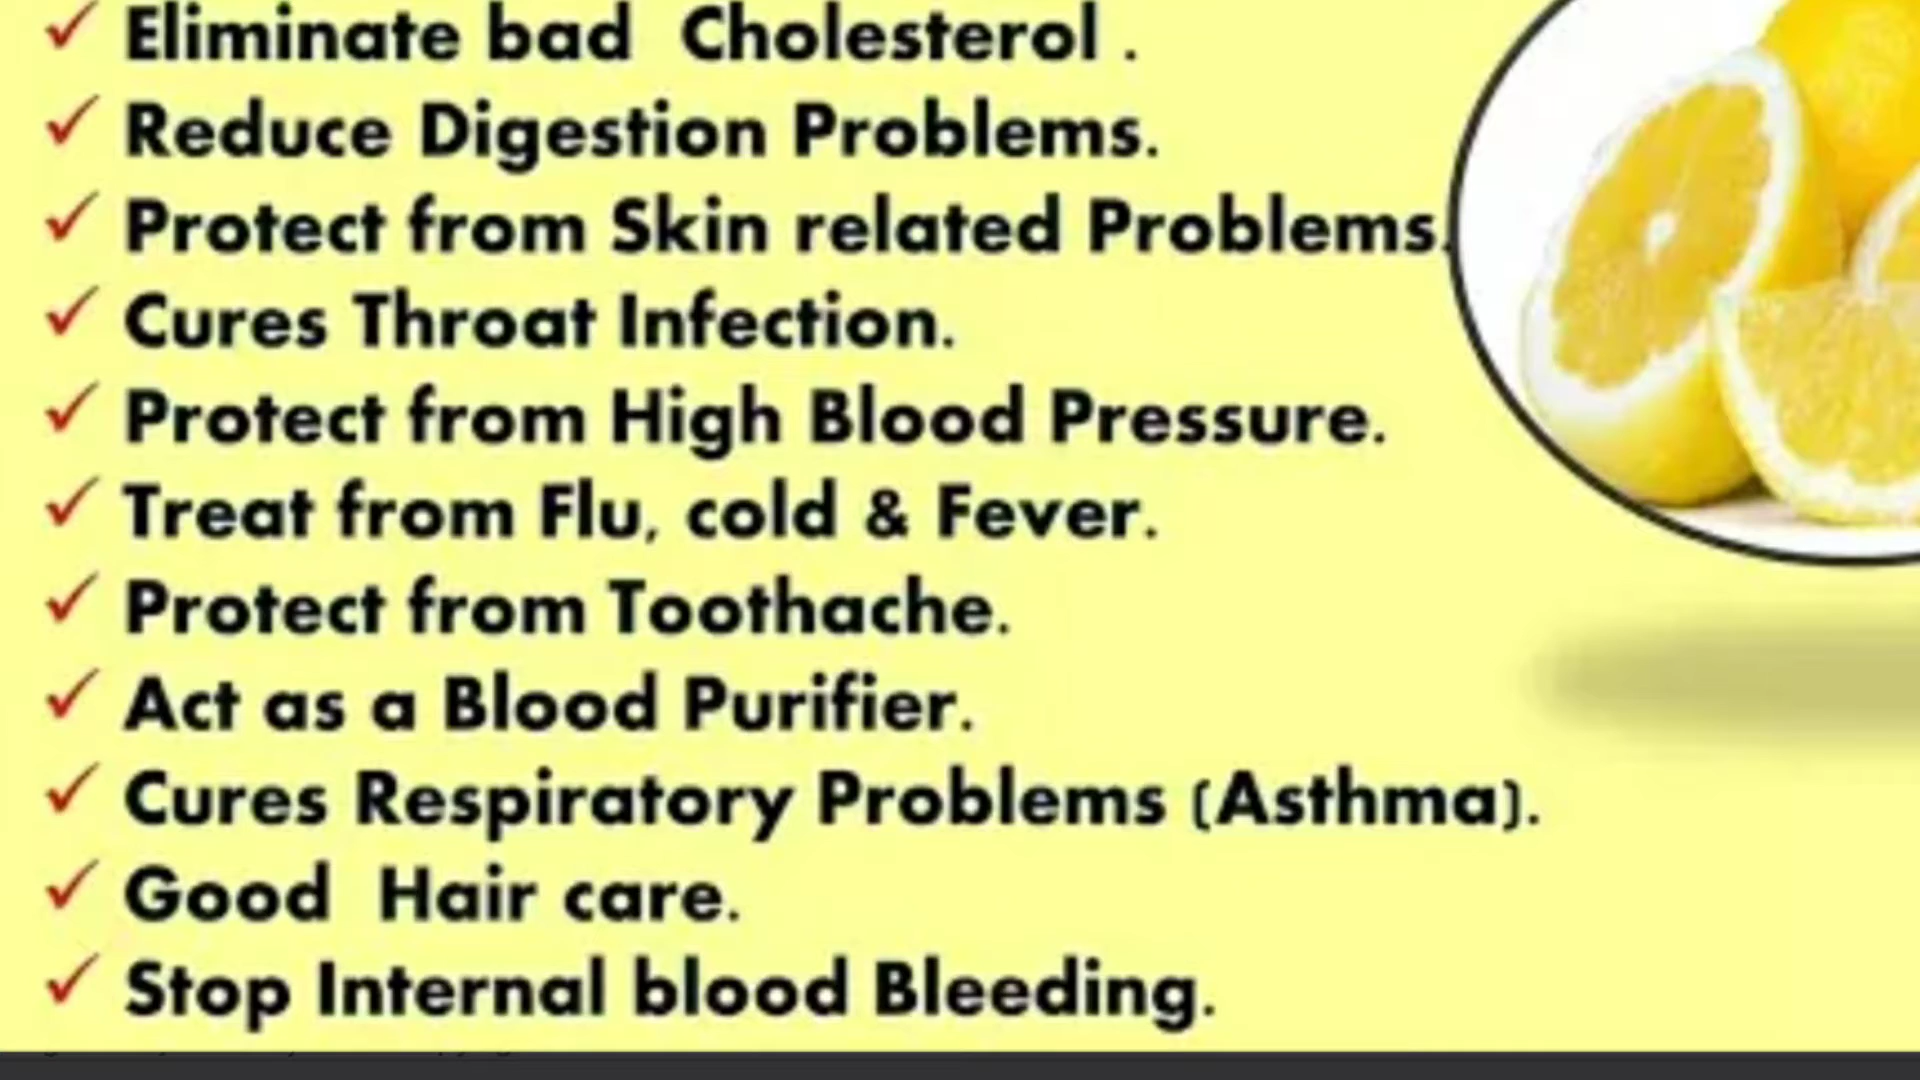 ✓ Eliminate bad  Cholesterol .
✓ Reduce Digestion Problems.
✓ Protect from Skin related Problems.
✓ Cures Throat Infection.
✓ Protect from High Blood Pressure.
✓ Treat from Flu, cold & Fever.
✓ Protect from Toothache.
✓ Act as a Blood Purifier.
✓ Cures Respiratory Problems (Asthma).
✓ Good  Hair care.
✓ Stop Internal blood Bleeding.